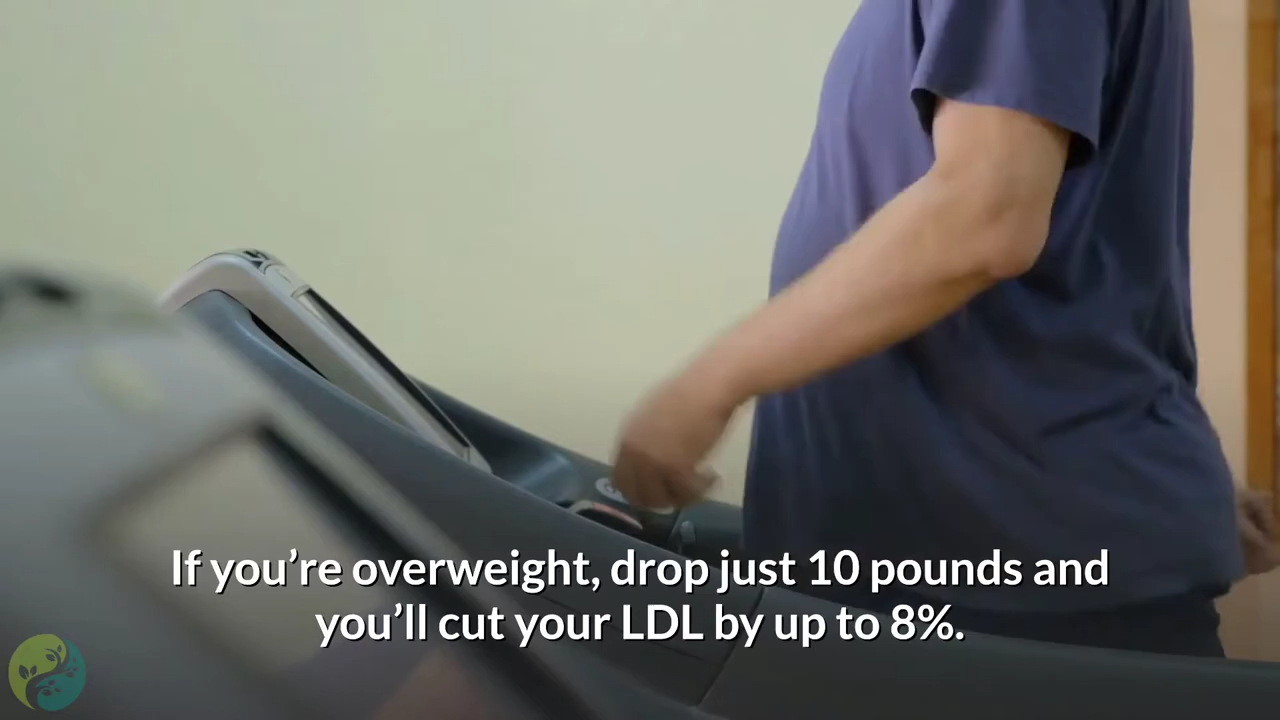 If you’re overweight, drop just 10 pounds and
you’ll cut your LDL by up to 8%.